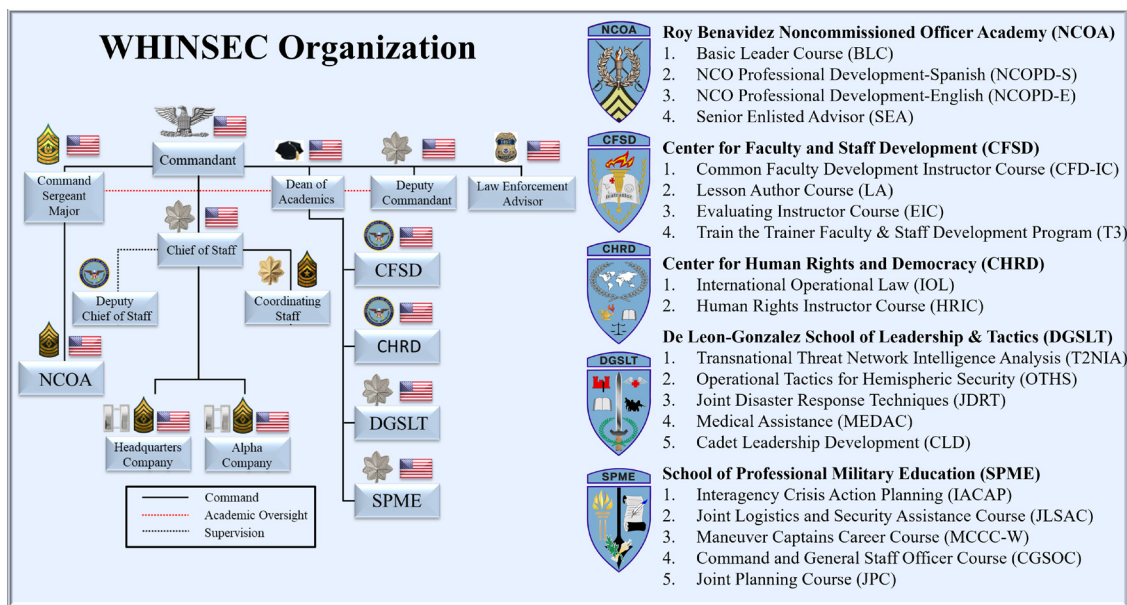 WHINSEC Organization
Commandant
Command
Sergeant
Major
Dean of
Academics
Deputy
Commandant
Law Enforcement
Advisor
Chief of Staff
Deputy
Chief of Staff
Coordinating
Staff
CFSD
CHRD
NCOA
DGSLT
SPME
Headquarters
Company
Alpha
Company
Command
Academic Oversight
Supervision
NCOA
Roy Benavidez Noncommissioned Officer Academy (NCOA)
1. Basic Leader Course (BLC)
2. NCO Professional Development-Spanish (NCOPD-S)
3. NCO Professional Development-English (NCOPD-E)
4. Senior Enlisted Advisor (SEA)
CFSD
Center for Faculty and Staff Development (CFSD)
1. Common Faculty Development Instructor Course (CFD-IC)
2. Lesson Author Course (LA)
3. Evaluating Instructor Course (EIC)
4. Train the Trainer Faculty & Staff Development Program (T3)
CHRD
Center for Human Rights and Democracy (CHRD)
1. International Operational Law (IOL)
2. Human Rights Instructor Course (HRIC)
DGSLT
De Leon-Gonzalez School of Leadership & Tactics (DGSLT)
1. Transnational Threat Network Intelligence Analysis (T2NIA)
2. Operational Tactics for Hemispheric Security (OTHS)
3. Joint Disaster Response Techniques (JDRT)
4. Medical Assistance (MEDAC)
5. Cadet Leadership Development (CLD)
SPME
School of Professional Military Education (SPME)
1. Interagency Crisis Action Planning (IACAP)
2. Joint Logistics and Security Assistance Course (JLSAC)
3. Maneuver Captains Career Course (MCCC-W)
4. Command and General Staff Officer Course (CGSOC)
5. Joint Planning Course (JPC)